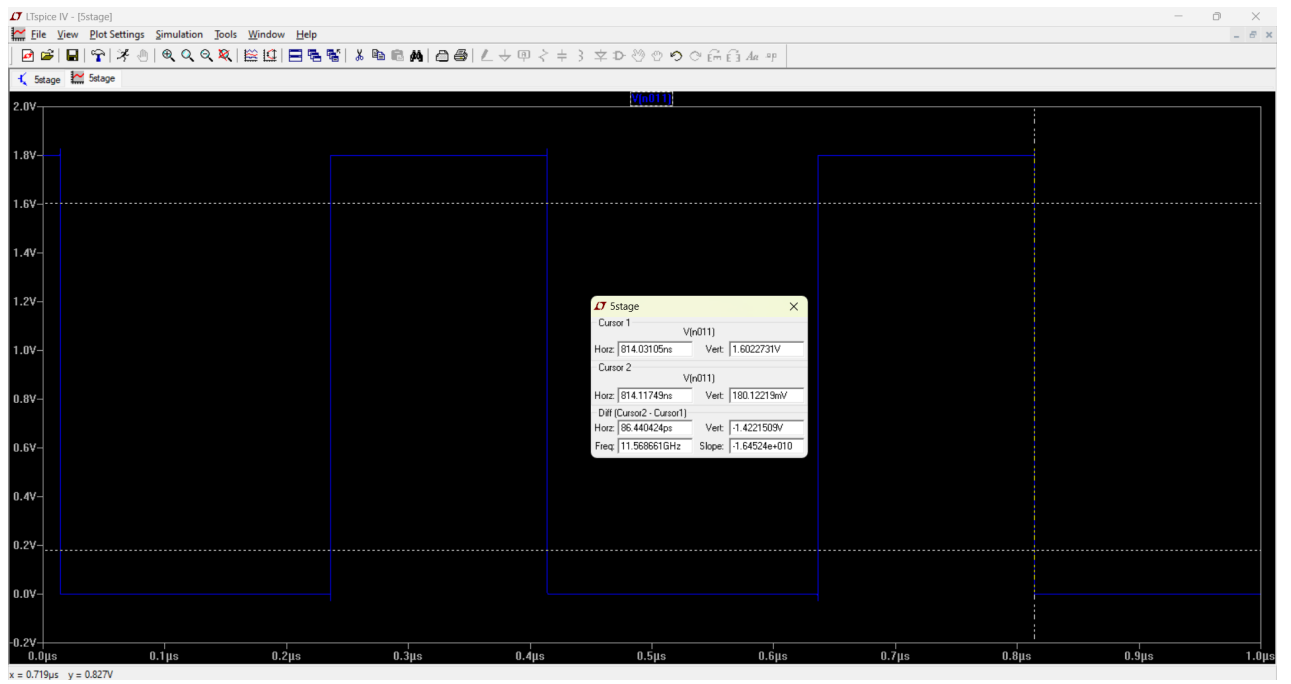 LTspice IV - [5stage]
File View Plot Settings Simulation Tools Window Help
5stage 5stage
V(n011)
2.0V
1.8V
1.6V
1.4V
1.2V
1.0V
0.8V
0.6V
0.4V
0.2V
0.0V
-0.2V
0.0µs 0.1µs 0.2µs 0.3µs 0.4µs 0.5µs 0.6µs 0.7µs 0.8µs 0.9µs 1.0µs
5stage
Cursor 1
V(n011)
Horz: 814.03105ns Vert: 1.6022731V
Cursor 2
V(n011)
Horz: 814.11749ns Vert: 180.12219mV
Diff (Cursor2 - Cursor1)
Horz: 86.440424ps Vert: -1.4221509V
Freq: 11.568661GHz Slope: -1.64524e+010
x = 0.719µs y = 0.827V